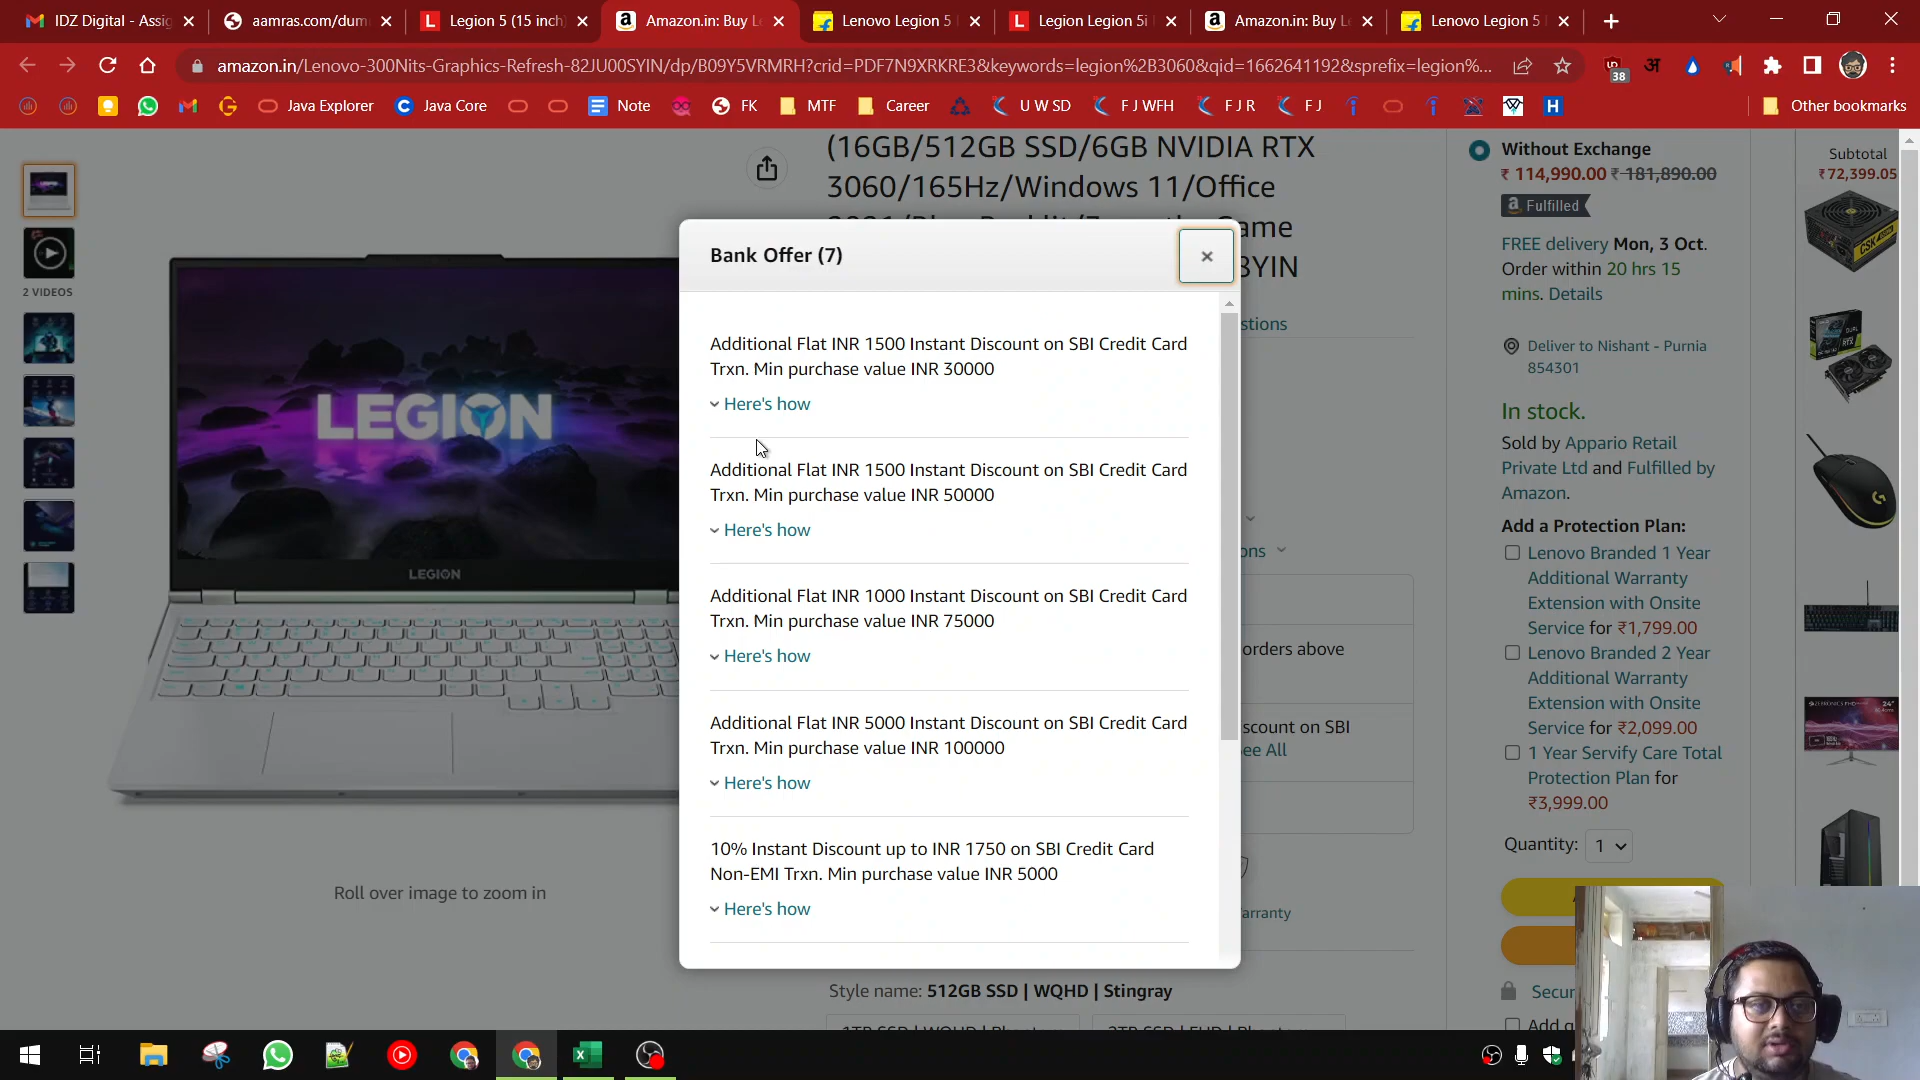 IDZ Digital - Assig
aamras.com/dum
Legion 5 (15 inch)
Amazon.in: Buy Le
Lenovo Legion 5
Legion Legion 5i
Amazon.in: Buy Le
Lenovo Legion 5
amazon.in/Lenovo-300Nits-Graphics-Refresh-82JU00SYIN/dp/B09Y5VRMRH?crid=PDF7N9XRKRE3&keywords=legion%2B3060&qid=1662641192&sprefix=legion%...
38
अ
Java Explorer
Java Core
Note
FK
MTF
Career
U W SD
F J WFH
F J R
F J
Other bookmarks
(16GB/512GB SSD/6GB NVIDIA RTX
3060/165Hz/Windows 11/Office
ame
3YIN
stions
2 VIDEOS
LEGION
LEGION
Roll over image to zoom in
Bank Offer (7)
Additional Flat INR 1500 Instant Discount on SBI Credit Card
Trxn. Min purchase value INR 30000
Here's how
Additional Flat INR 1500 Instant Discount on SBI Credit Card
Trxn. Min purchase value INR 50000
Here's how
Additional Flat INR 1000 Instant Discount on SBI Credit Card
Trxn. Min purchase value INR 75000
Here's how
Additional Flat INR 5000 Instant Discount on SBI Credit Card
Trxn. Min purchase value INR 100000
Here's how
10% Instant Discount up to INR 1750 on SBI Credit Card
Non-EMI Trxn. Min purchase value INR 5000
Here's how
ons
orders above
scount on SBI
ee All
arranty
Style name: 512GB SSD | WQHD | Stingray
Without Exchange
₹ 114,990.00 ₹ 181,890.00
Fulfilled
FREE delivery Mon, 3 Oct.
Order within 20 hrs 15
mins. Details
Deliver to Nishant - Purnia
854301
In stock.
Sold by Appario Retail
Private Ltd and Fulfilled by
Amazon.
Add a Protection Plan:
Lenovo Branded 1 Year
Additional Warranty
Extension with Onsite
Service for ₹1,799.00
Lenovo Branded 2 Year
Additional Warranty
Extension with Onsite
Service for ₹2,099.00
1 Year Servify Care Total
Protection Plan for
₹3,999.00
Quantity: 1
Secur
Add g
Subtotal
₹72,399.05